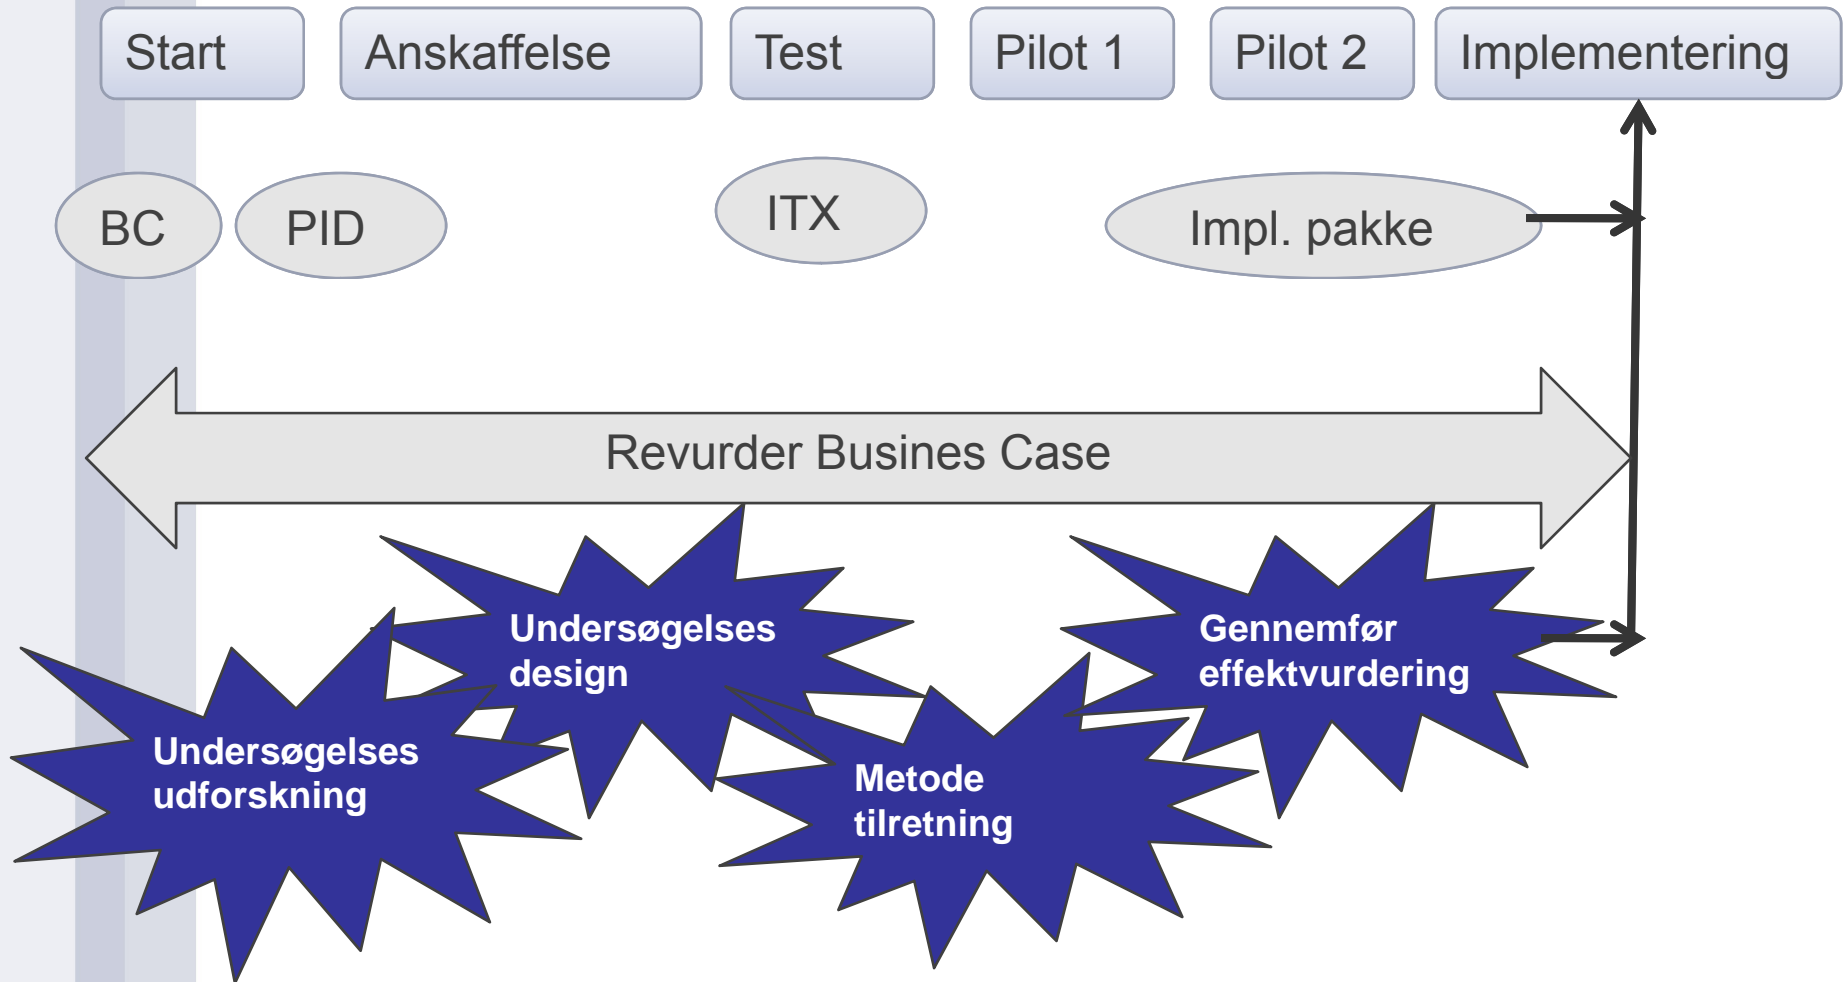 Start
Anskaffelse
Test
Pilot 1
Pilot 2
Implementering
BC
PID
ITX
Impl. pakke
Revurder Busines Case
Undersøgelses
design
Gennemfør
effektvurdering
Undersøgelses
udforskning
Metode
tilretning